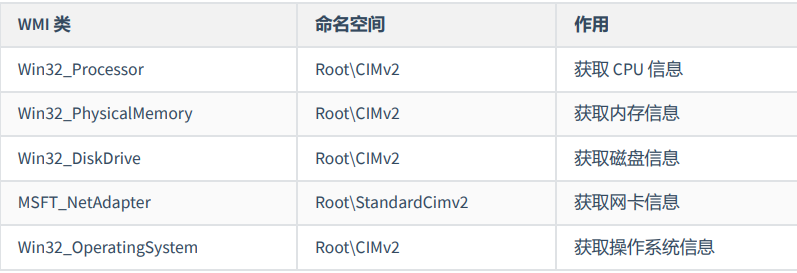 WMI 类 命名空间 作用
Win32_Processor Root\CIMv2 获取 CPU 信息
Win32_PhysicalMemory Root\CIMv2 获取内存信息
Win32_DiskDrive Root\CIMv2 获取磁盘信息
MSFT_NetAdapter Root\StandardCimv2 获取网卡信息
Win32_OperatingSystem Root\CIMv2 获取操作系统信息